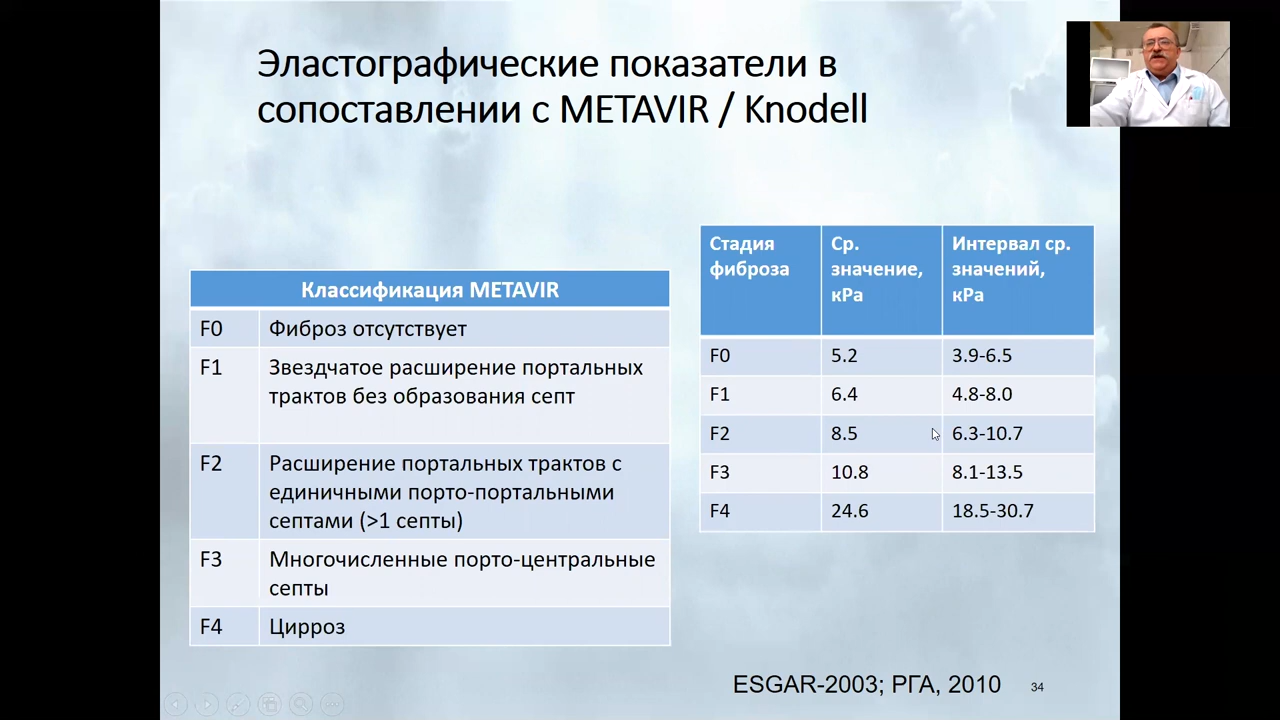 Эластографические показатели в
сопоставлении с METAVIR / Knodell
Классификация METAVIR
F0 Фиброз отсутствует
F1 Звездчатое расширение портальных
трактов без образования септ
F2 Расширение портальных трактов с
единичными порто-портальными
септами (>1 септы)
F3 Многочисленные порто-центральные
септы
F4 Цирроз
Стадия фиброза Ср. значение, кРа Интервал ср. значений, кРа
F0 5.2 3.9-6.5
F1 6.4 4.8-8.0
F2 8.5 6.3-10.7
F3 10.8 8.1-13.5
F4 24.6 18.5-30.7
ESGAR-2003; РГА, 2010
34